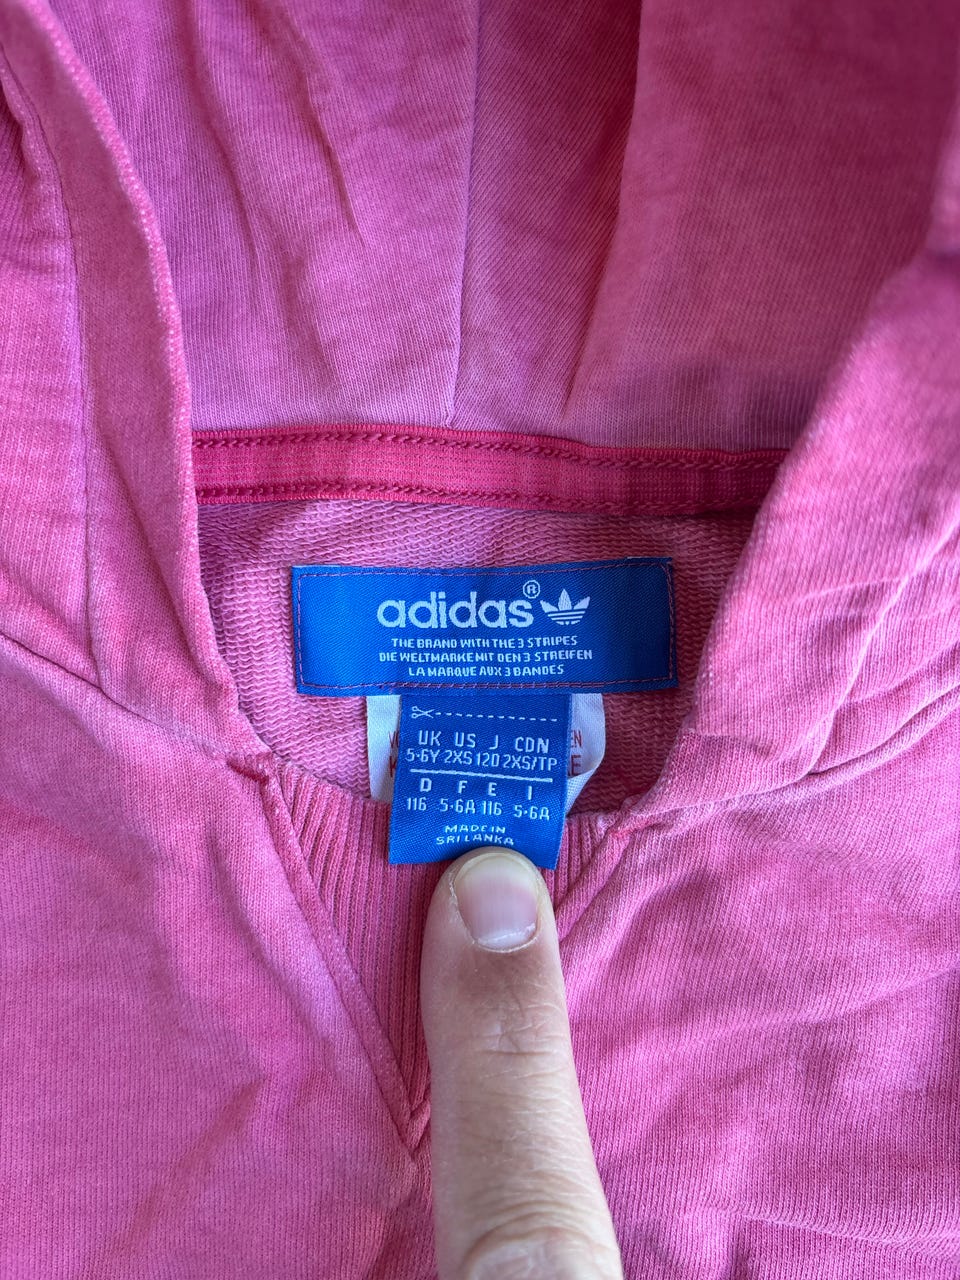 adidas®
THE BRAND WITH THE 3 STRIPES
DIE WELTMARKE MIT DEN 3 STREIFEN
LA MARQUE AUX 3 BANDES
UK US J CDN
5-6Y 2XS 120 2XS/TP
D F E I
116 5-6A 116 5-6A
MADE IN
SRI LANKA